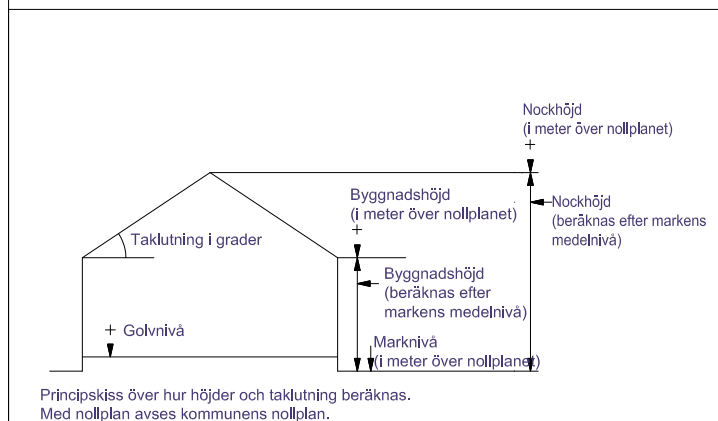 Nockhöjd
(i meter över nollplanet)
+
Byggnadshöjd
(i meter över nollplanet)
+
Nockhöjd
(beräknas efter markens
medelnivå)
Taklutning i grader
Byggnadshöjd
(beräknas efter
markens medelnivå)
+ Golvnivå
Marknivå
(i meter över nollplanet)
Principskiss över hur höjder och taklutning beräknas.
Med nollplan avses kommunens nollplan.